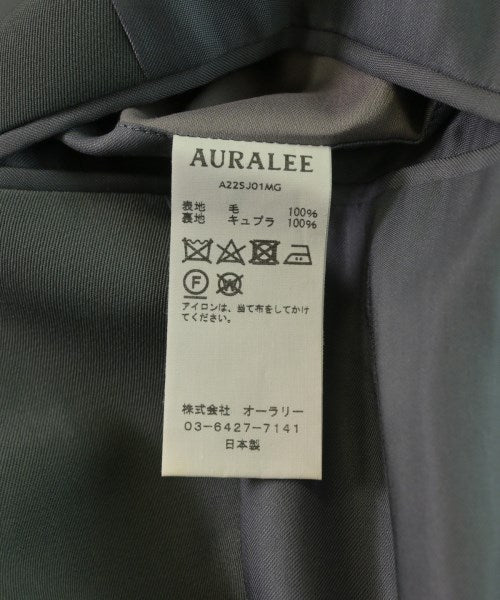 AURALEE
A22SJ01MG
表地 毛 100%
裏地 キュプラ 100%
F W
アイロンは、当て布をしてかけ
てください。
株式会社 オーラリー
03-6427-7141
日本製